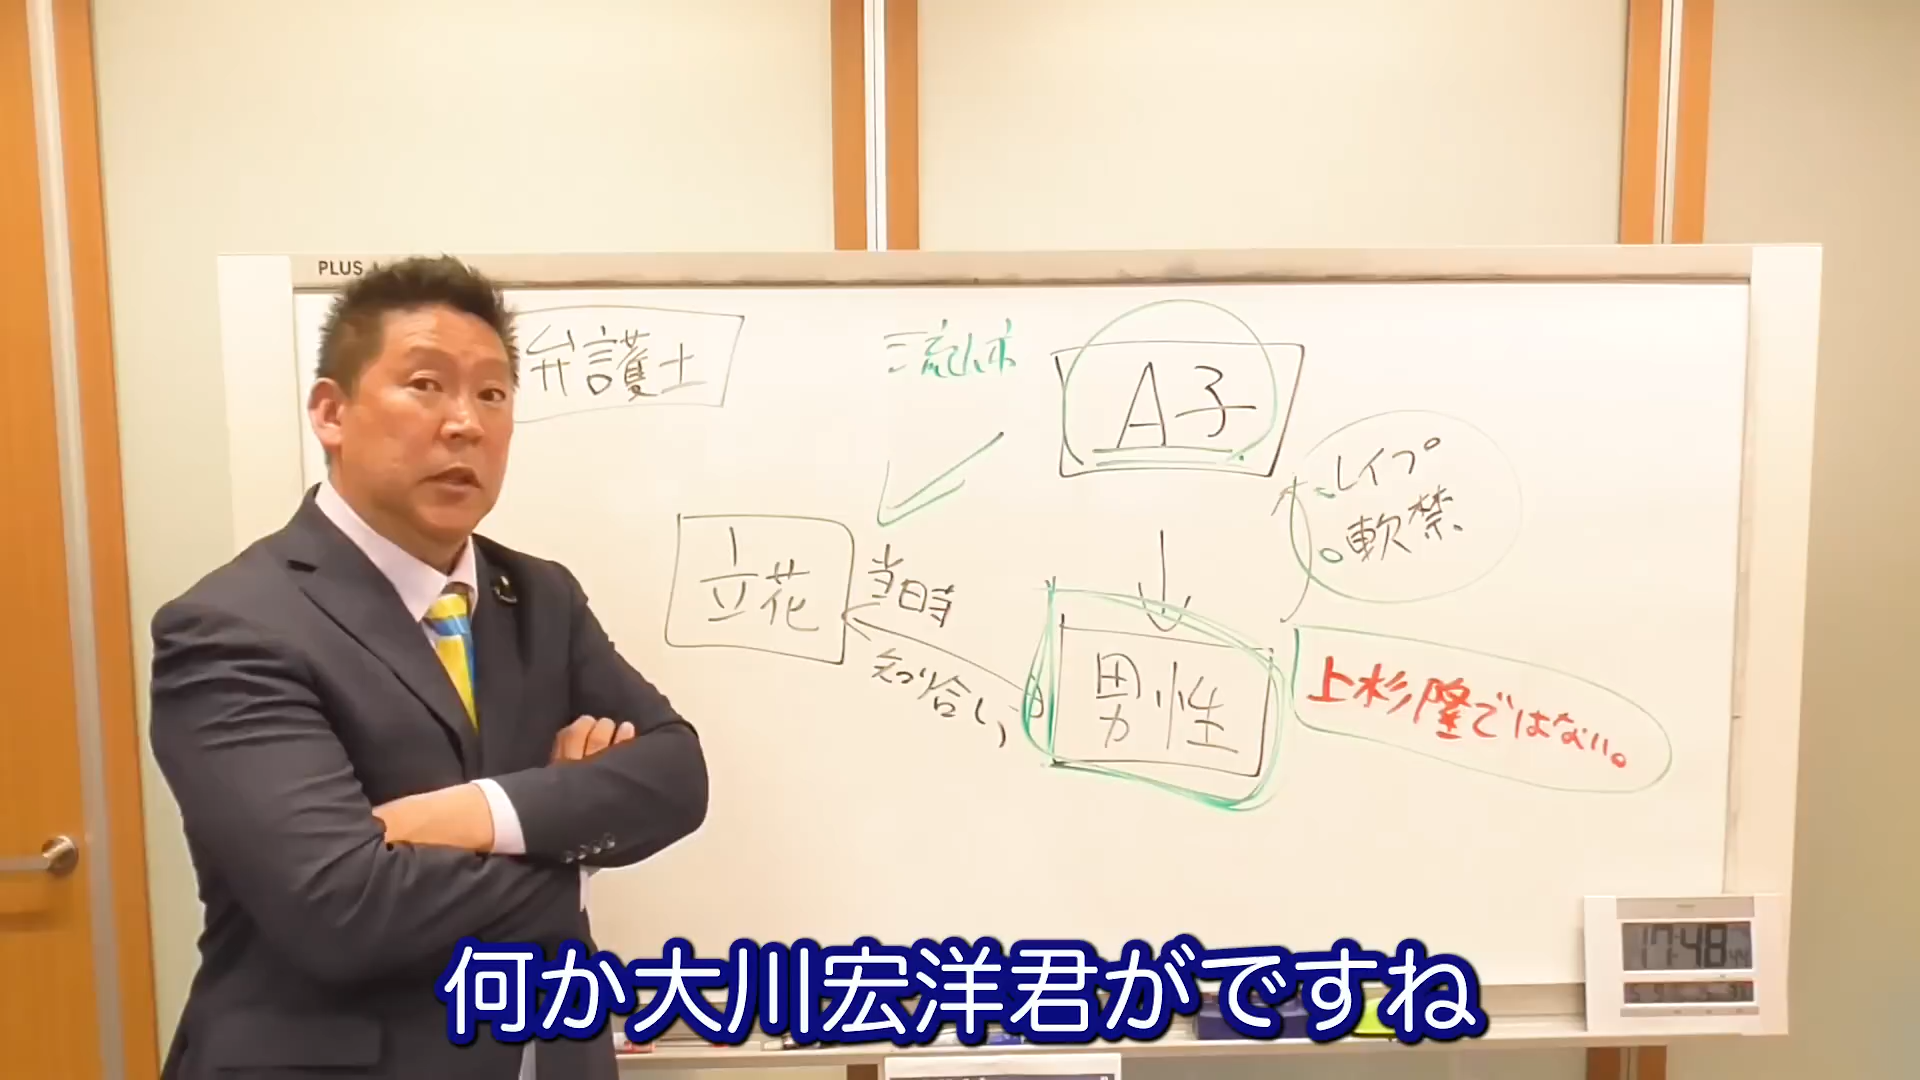 PLUS
弁護士
A子
レイプ
軟禁
立花
当時
知り合い
男性
上杉隆ではない。
17:48
何か大川宏洋君がですね